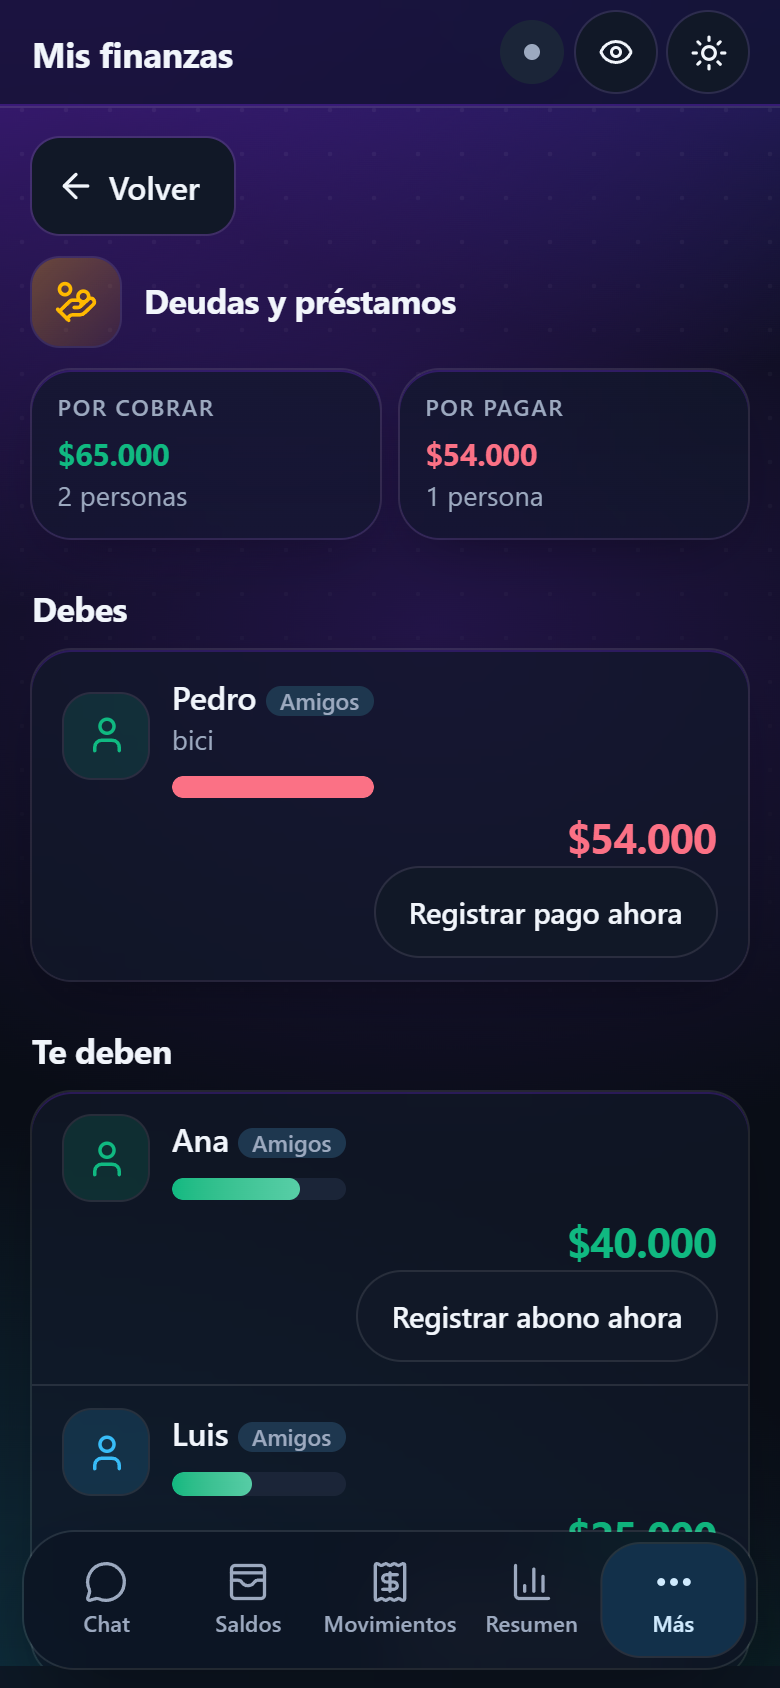 Mis finanzas
Volver
Deudas y préstamos
POR COBRAR
$65.000
2 personas
POR PAGAR
$54.000
1 persona
Debes
Pedro Amigos
bici
$54.000
Registrar pago ahora
Te deben
Ana Amigos
$40.000
Registrar abono ahora
Luis Amigos
$25.000
Chat
Saldos
Movimientos
Resumen
Más